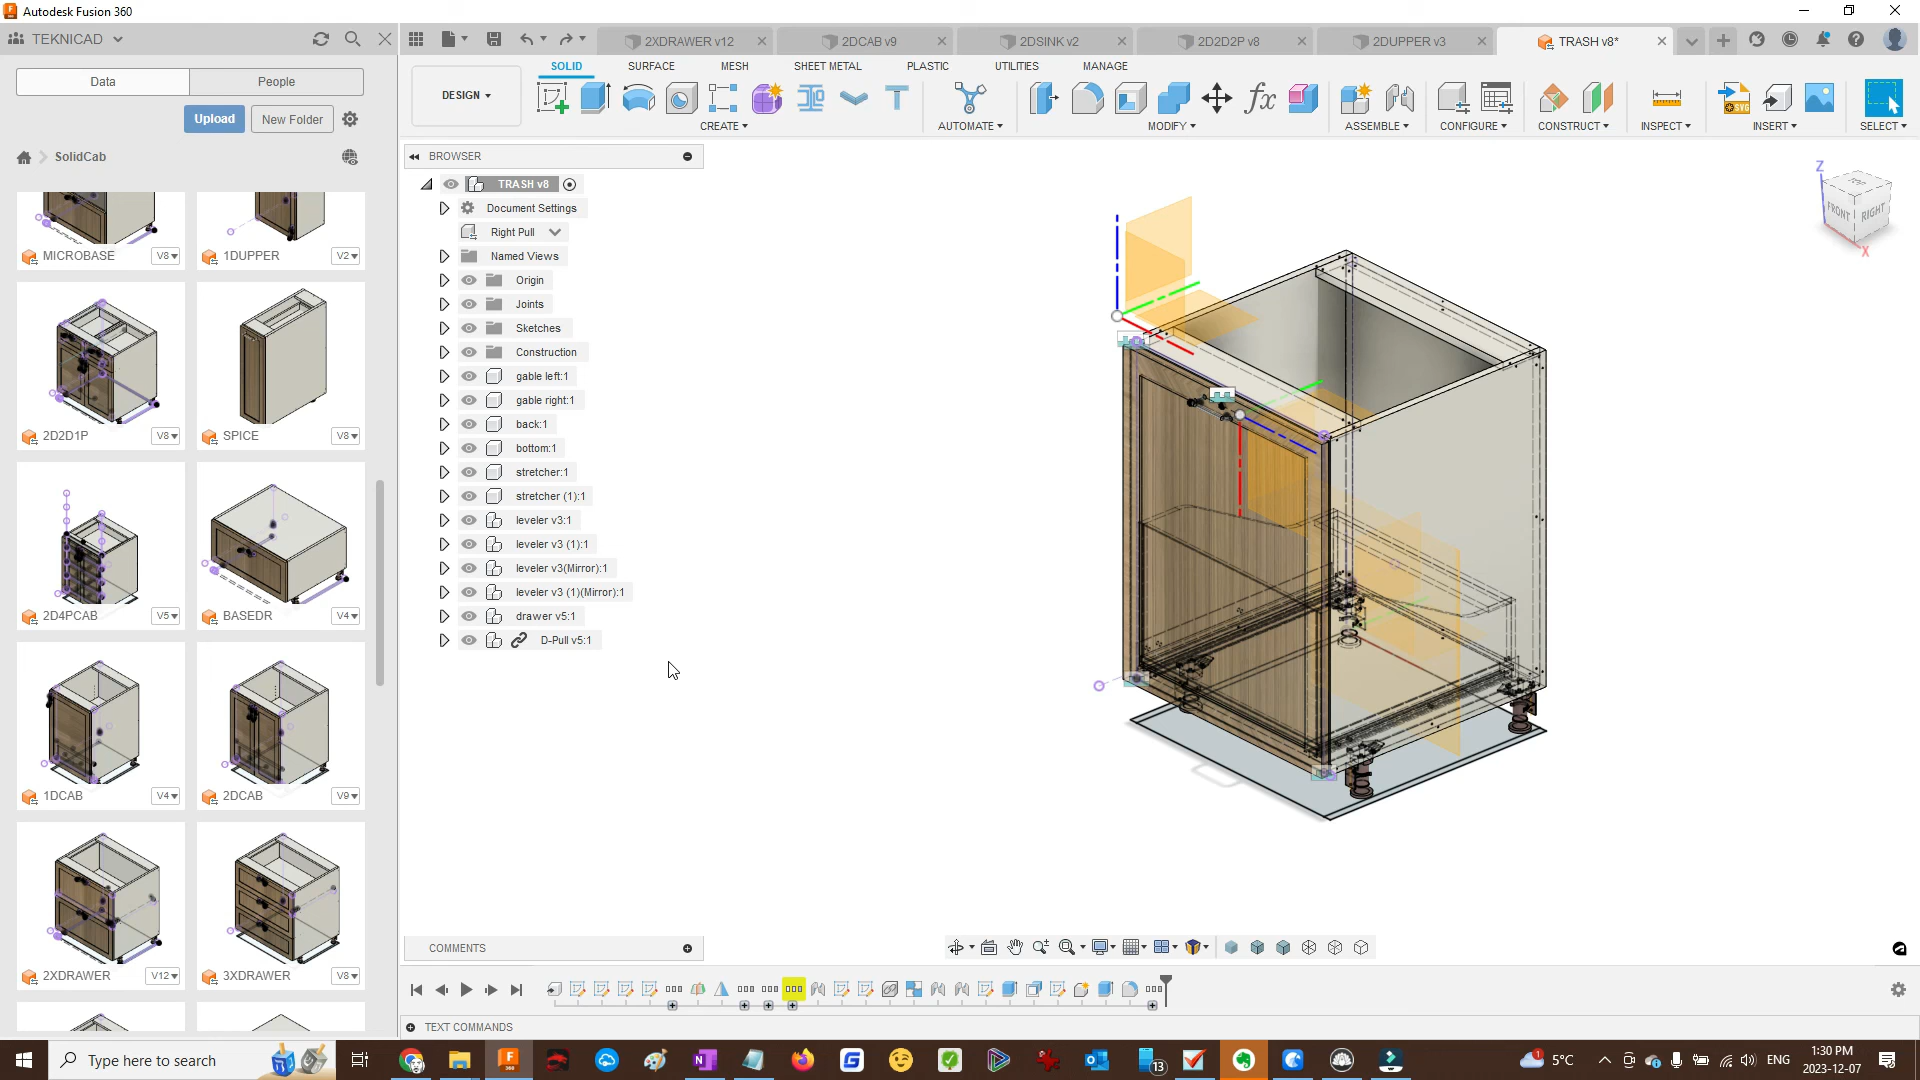 Autodesk Fusion 360
TEKNICAD
2XDRAWER v12
2DCAB v9
2DSINK v2
2D2D2P v8
2DUPPER v3
TRASH v8*
Data
People
SOLID
SURFACE
MESH
SHEET METAL
PLASTIC
UTILITIES
MANAGE
DESIGN
Upload
New Folder
CREATE
AUTOMATE
MODIFY
ASSEMBLE
CONFIGURE
CONSTRUCT
INSPECT
INSERT
SELECT
SolidCab
BROWSER
TRASH v8
Document Settings
Right Pull
Named Views
Origin
Joints
Sketches
Construction
gable left:1
gable right:1
back:1
bottom:1
stretcher:1
stretcher (1):1
leveler v3:1
leveler v3 (1):1
leveler v3(Mirror):1
leveler v3 (1)(Mirror):1
drawer v5:1
D-Pull v5:1
MICROBASE V8
1DUPPER V2
2D2D1P V8
SPICE V8
2D4PCAB V5
BASEDR V4
1DCAB V4
2DCAB V9
2XDRAWER V12
3XDRAWER V8
Z
TOP
FRONT
RIGHT
X
COMMENTS
TEXT COMMANDS
Type here to search
13
5°C
ENG
1:30 PM
2023-12-07